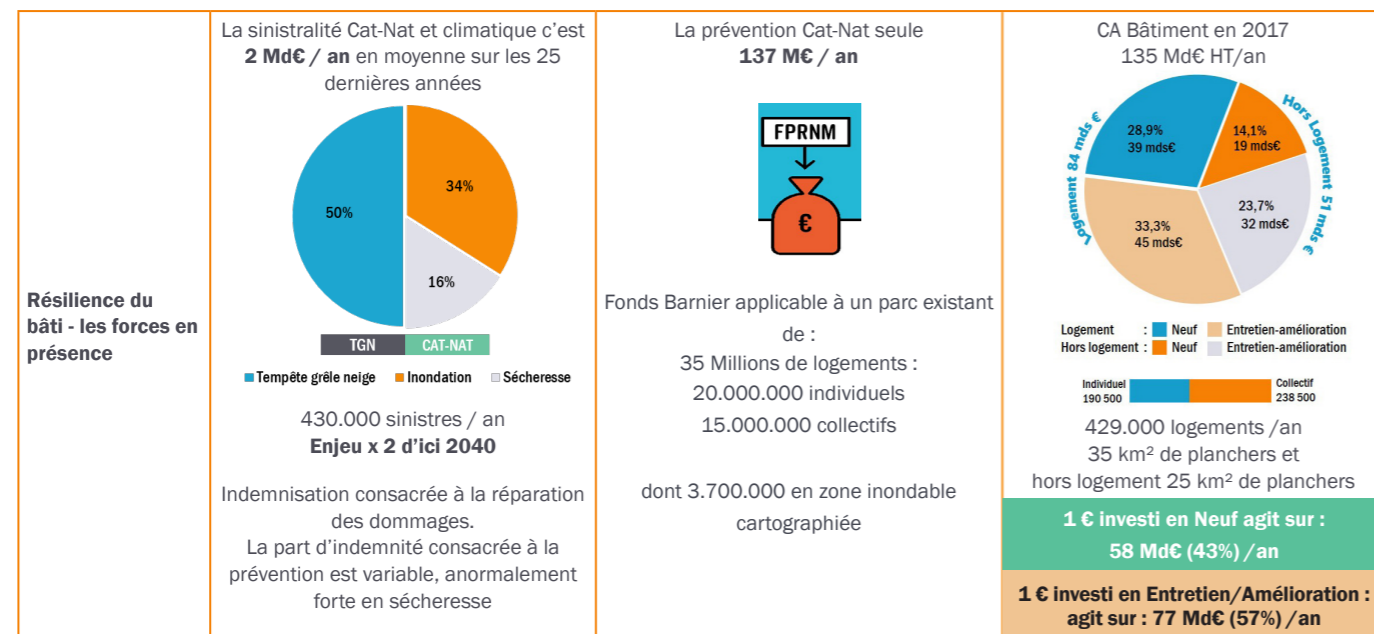 Résilience du
bâti - les forces en
présence
La sinistralité Cat-Nat et climatique c’est
2 Md€ / an en moyenne sur les 25
dernières années
50%
34%
16%
TGN
CAT-NAT
Tempête grêle neige
Inondation
Sécheresse
430.000 sinistres / an
Enjeu x 2 d’ici 2040
Indemnisation consacrée à la réparation
des dommages.
La part d’indemnité consacrée à la
prévention est variable, anormalement
forte en sécheresse
La prévention Cat-Nat seule
137 M€ / an
FPRNM
€
Fonds Barnier applicable à un parc existant
de :
35 Millions de logements :
20.000.000 individuels
15.000.000 collectifs
dont 3.700.000 en zone inondable
cartographiée
CA Bâtiment en 2017
135 Md€ HT/an
Logement 84 mds €
Hors Logement 51 mds €
28,9%
39 mds€
14,1%
19 mds€
23,7%
32 mds€
33,3%
45 mds€
Logement : Neuf Entretien-amélioration
Hors logement : Neuf Entretien-amélioration
Individuel
190 500
Collectif
238 500
429.000 logements /an
35 km² de planchers et
hors logement 25 km² de planchers
1 € investi en Neuf agit sur :
58 Md€ (43%) /an
1 € investi en Entretien/Amélioration :
agit sur : 77 Md€ (57%) /an